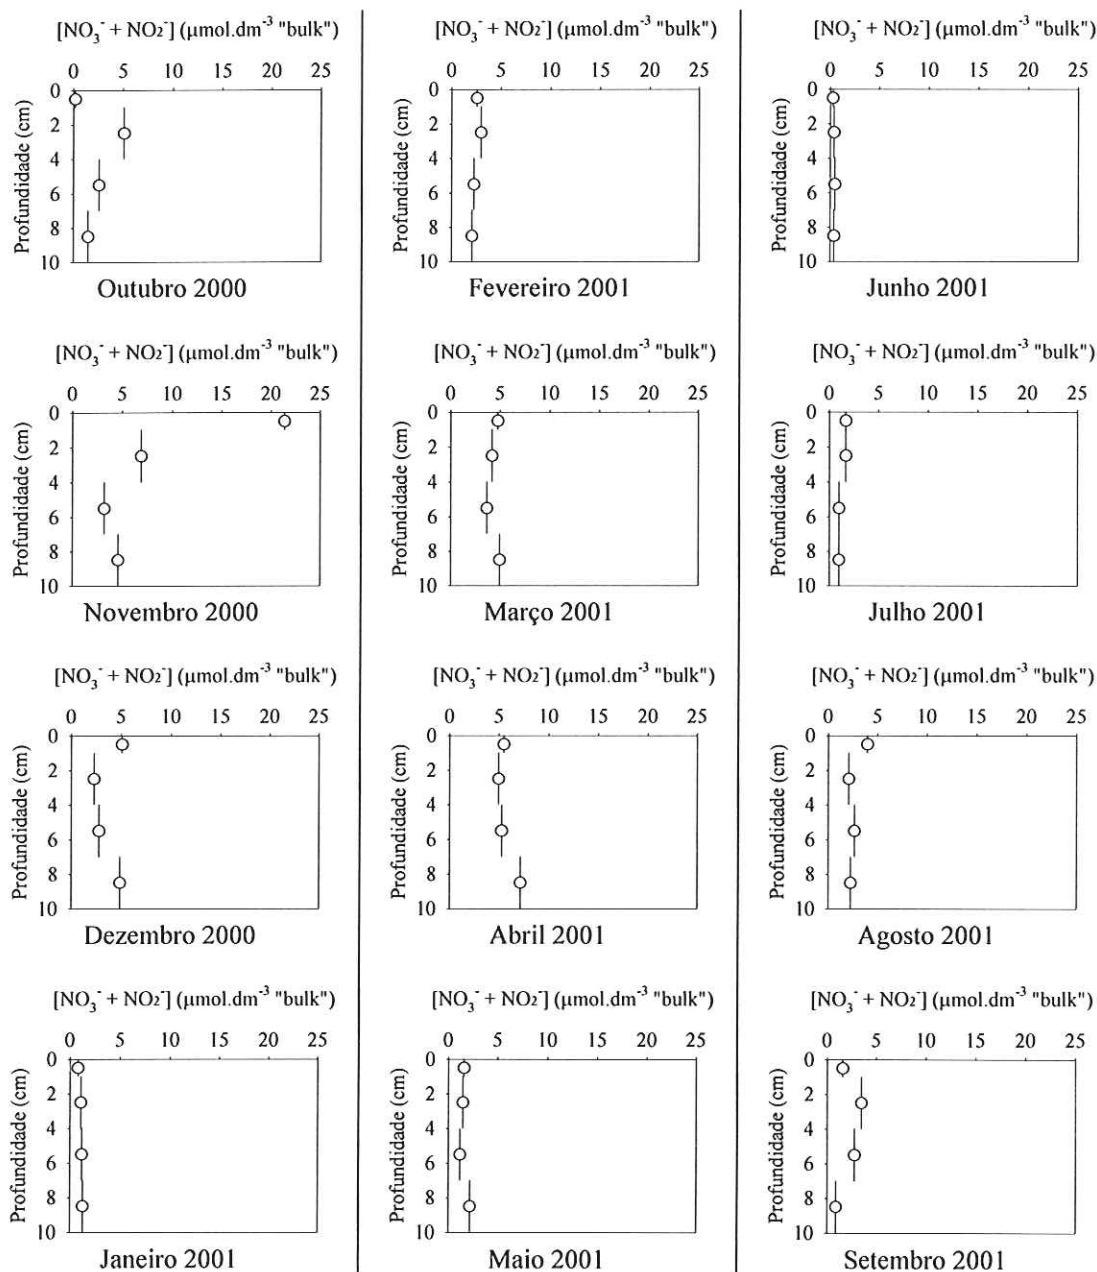 [NO₃⁻ + NO₂⁻] (µmol.dm⁻³ "bulk")
0 5 10 15 20 25
Profundidade (cm)
0
2
4
6
8
10
Outubro 2000
[NO₃⁻ + NO₂⁻] (µmol.dm⁻³ "bulk")
0 5 10 15 20 25
Profundidade (cm)
0
2
4
6
8
10
Novembro 2000
[NO₃⁻ + NO₂⁻] (µmol.dm⁻³ "bulk")
0 5 10 15 20 25
Profundidade (cm)
0
2
4
6
8
10
Dezembro 2000
[NO₃⁻ + NO₂⁻] (µmol.dm⁻³ "bulk")
0 5 10 15 20 25
Profundidade (cm)
0
2
4
6
8
10
Janeiro 2001
[NO₃⁻ + NO₂⁻] (µmol.dm⁻³ "bulk")
0 5 10 15 20 25
Profundidade (cm)
0
2
4
6
8
10
Fevereiro 2001
[NO₃⁻ + NO₂⁻] (µmol.dm⁻³ "bulk")
0 5 10 15 20 25
Profundidade (cm)
0
2
4
6
8
10
Março 2001
[NO₃⁻ + NO₂⁻] (µmol.dm⁻³ "bulk")
0 5 10 15 20 25
Profundidade (cm)
0
2
4
6
8
10
Abril 2001
[NO₃⁻ + NO₂⁻] (µmol.dm⁻³ "bulk")
0 5 10 15 20 25
Profundidade (cm)
0
2
4
6
8
10
Maio 2001
[NO₃⁻ + NO₂⁻] (µmol.dm⁻³ "bulk")
0 5 10 15 20 25
Profundidade (cm)
0
2
4
6
8
10
Junho 2001
[NO₃⁻ + NO₂⁻] (µmol.dm⁻³ "bulk")
0 5 10 15 20 25
Profundidade (cm)
0
2
4
6
8
10
Julho 2001
[NO₃⁻ + NO₂⁻] (µmol.dm⁻³ "bulk")
0 5 10 15 20 25
Profundidade (cm)
0
2
4
6
8
10
Agosto 2001
[NO₃⁻ + NO₂⁻] (µmol.dm⁻³ "bulk")
0 5 10 15 20 25
Profundidade (cm)
0
2
4
6
8
10
Setembro 2001